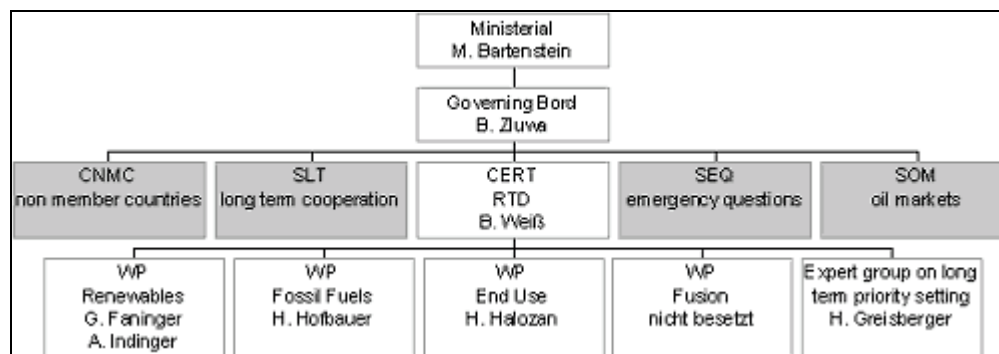 Ministerial
M. Bartenstein
Governing Bord
B. Zluwa
CNMC
non member countries
SLT
long term cooperation
CERT
RTD
B. Weiß
SEQ
emergency questions
SOM
oil markets
WP
Renewables
G. Faninger
A. Indinger
WP
Fossil Fuels
H. Hofbauer
WP
End Use
H. Halozan
WP
Fusion
nicht besetzt
Expert group on long
term priority setting
H. Greisberger